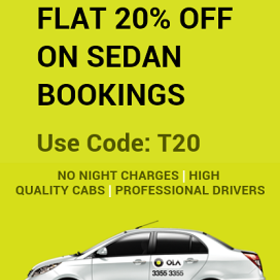 FLAT 20% OFF
ON SEDAN
BOOKINGS
Use Code: T20
NO NIGHT CHARGES | HIGH
QUALITY CABS | PROFESSIONAL DRIVERS
OLA
3355 3355